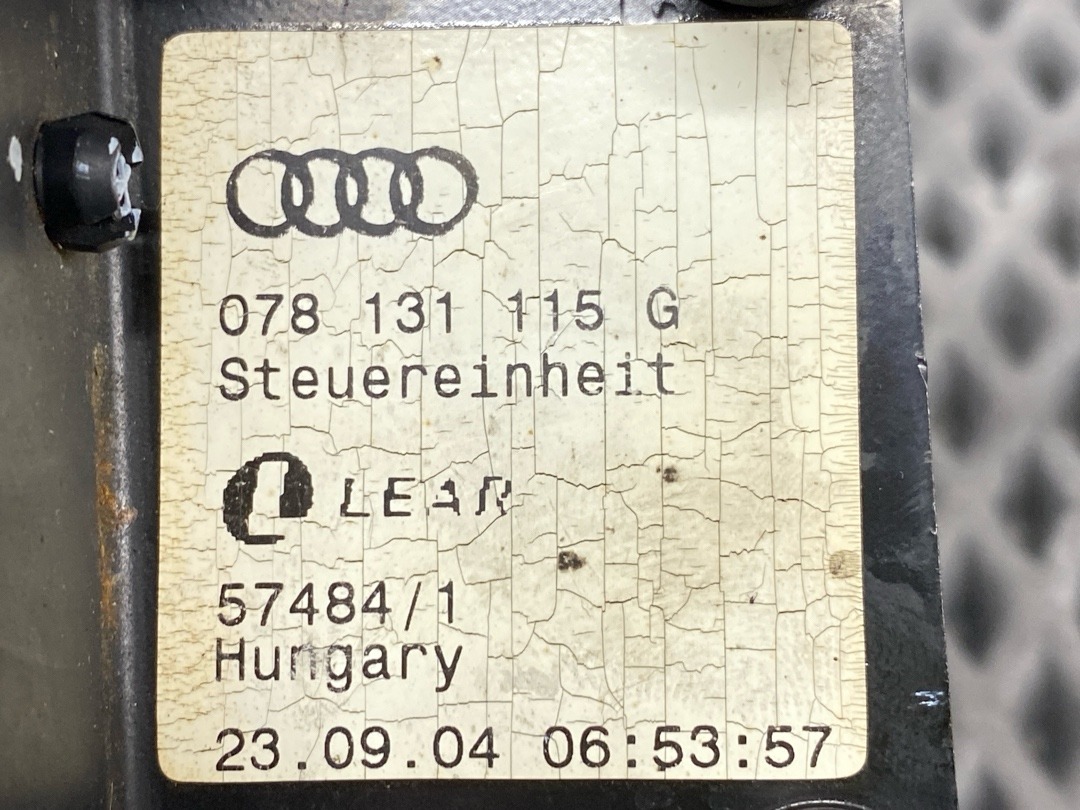 078 131 115 G
Steuereinheit
LEAR
57484/1
Hungary
23.09.04 06:53:57